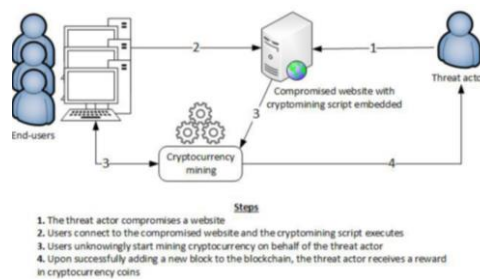 2
1
Compromised website with
cryptomining script embedded
Threat acto
End-users
3
3
Cryptocurrency
mining
4
Steps
1. The threat actor compromises a website
2. Users connect to the compromised website and the cryptomining script executes
3. Users unknowingly start mining cryptocurrency on behalf of the threat actor
4. Upon successfully adding a new block to the blockchain, the threat actor receives a reward
in cryptocurrency coins